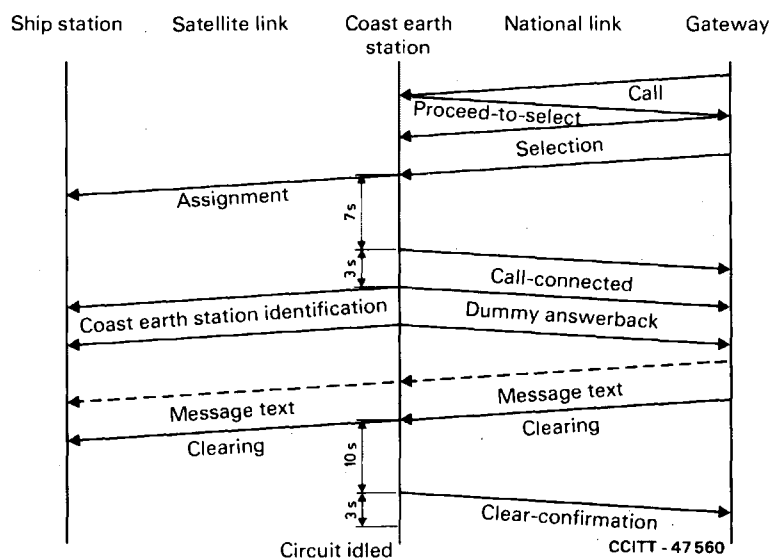 Ship station Satellite link Coast earth station National link Gateway
Call
Proceed-to-select
Selection
Assignment
7s
3s
Call-connected
Coast earth station identification
Dummy answerback
Message text
Message text
Clearing
Clearing
10s
3s
Clear-confirmation
Circuit idled
CCITT - 47560